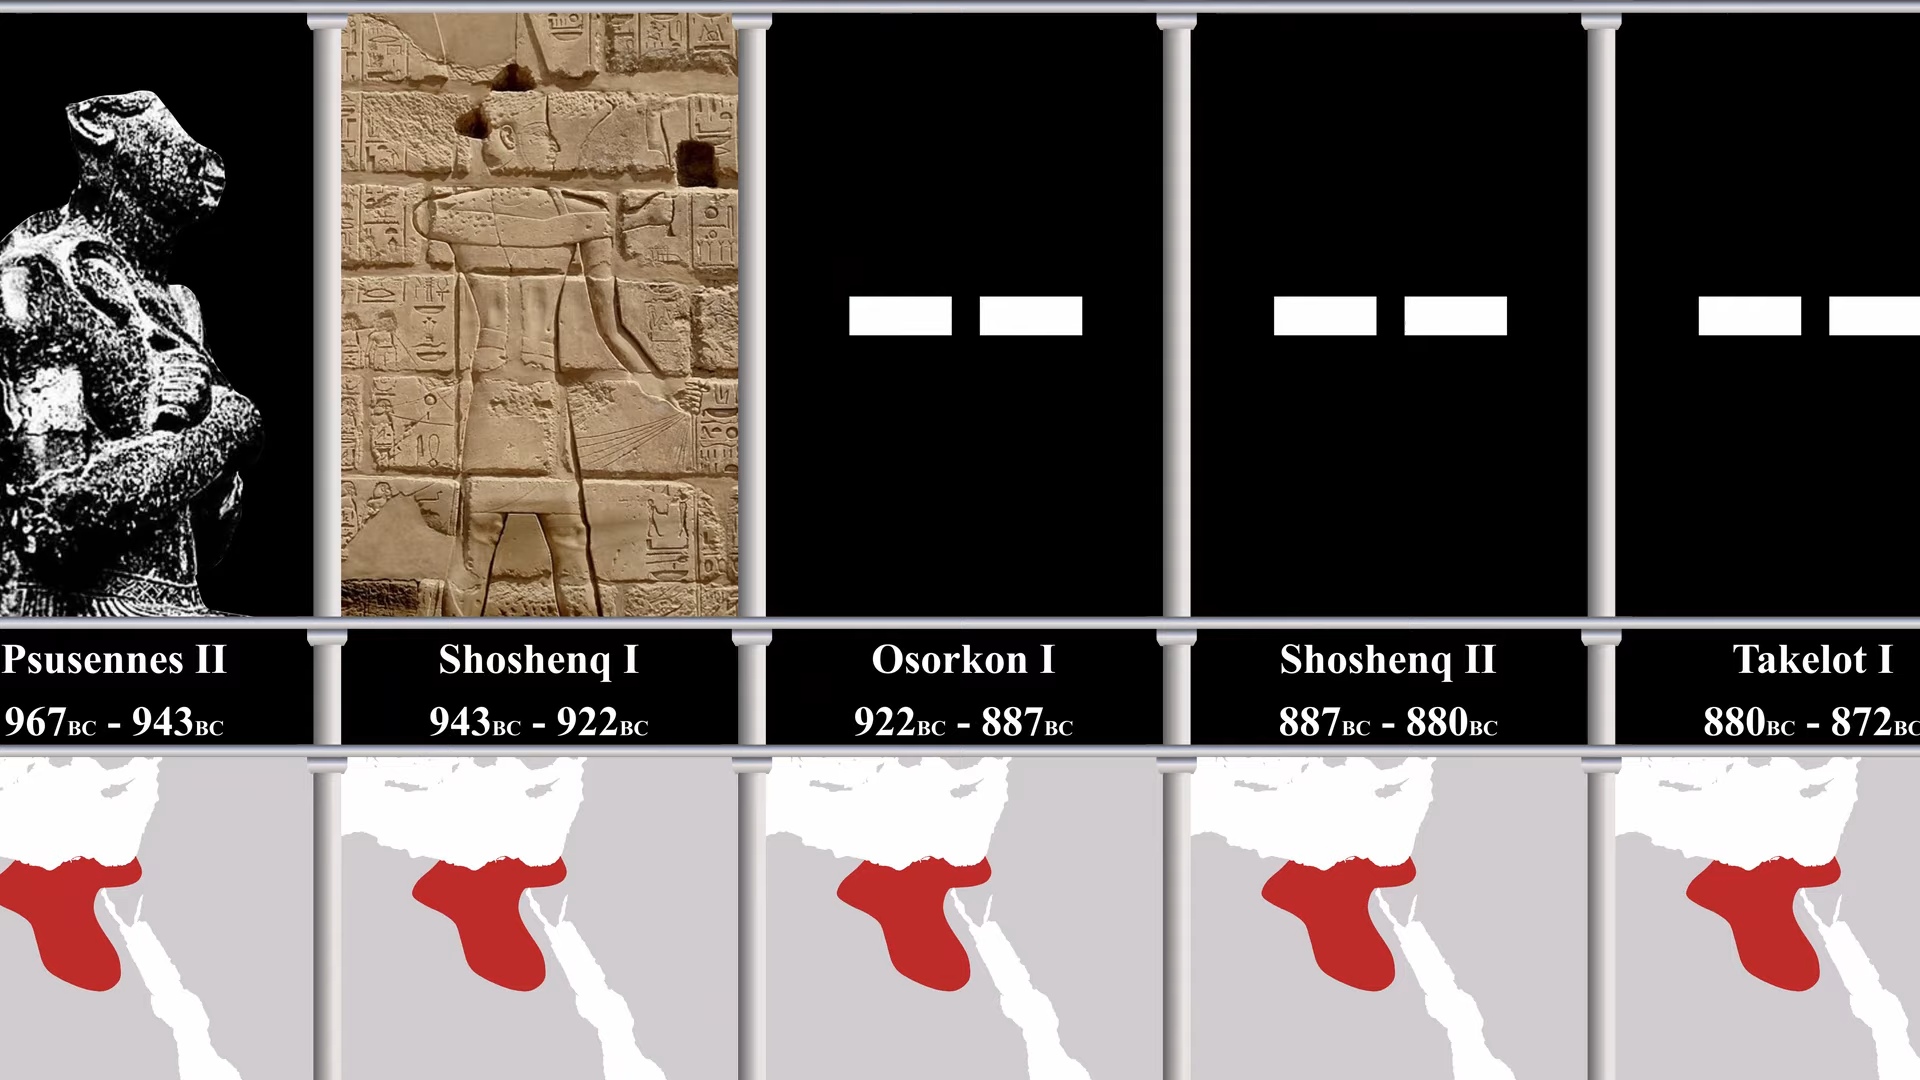 Psusennes II
967BC - 943BC
Shoshenq I
943BC - 922BC
Osorkon I
922BC - 887BC
Shoshenq II
887BC - 880BC
Takelot I
880BC - 872BC